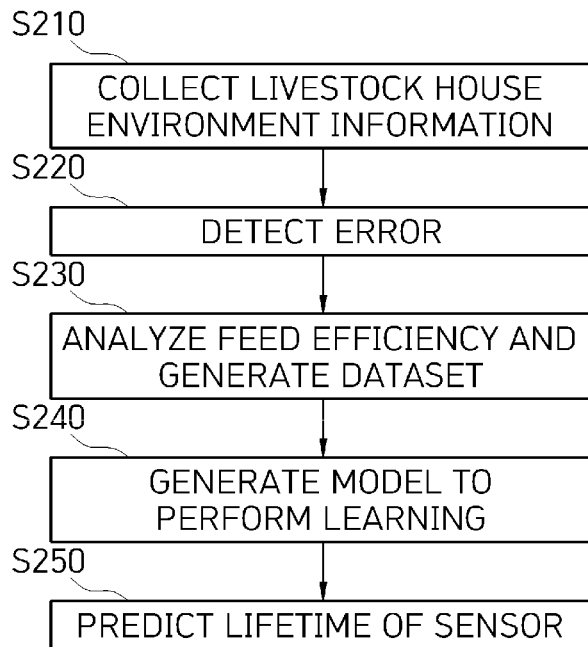 S210
COLLECT LIVESTOCK HOUSE
ENVIRONMENT INFORMATION
S220
DETECT ERROR
S230
ANALYZE FEED EFFICIENCY AND
GENERATE DATASET
S240
GENERATE MODEL TO
PERFORM LEARNING
S250
PREDICT LIFETIME OF SENSOR